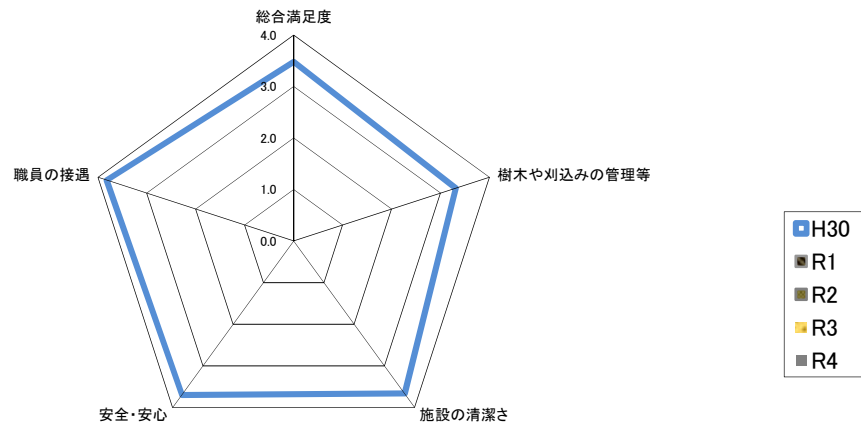 総合満足度
4.0
3.0
2.0
1.0
0.0
職員の接遇
樹木や刈込みの管理等
安全・安心
施設の清潔さ
H30
R1
R2
R3
R4